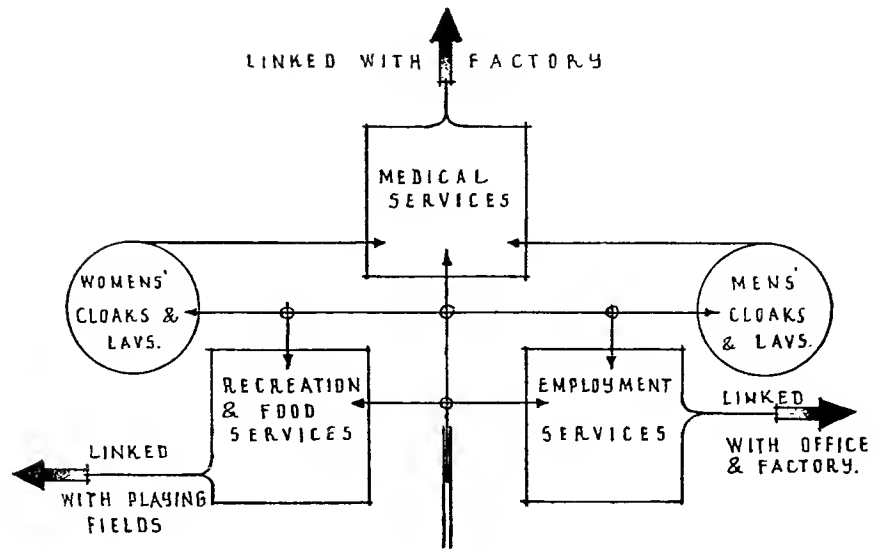 LINKED WITH FACTORY
MEDICAL
SERVICES
WOMENS'
CLOAKS &
LAVS.
MENS'
CLOAKS
& LAVS.
RECREATION
& FOOD
SERVICES
EMPLOYMENT
SERVICES
LINKED
WITH OFFICE
& FACTORY.
LINKED
WITH PLAYING
FIELDS